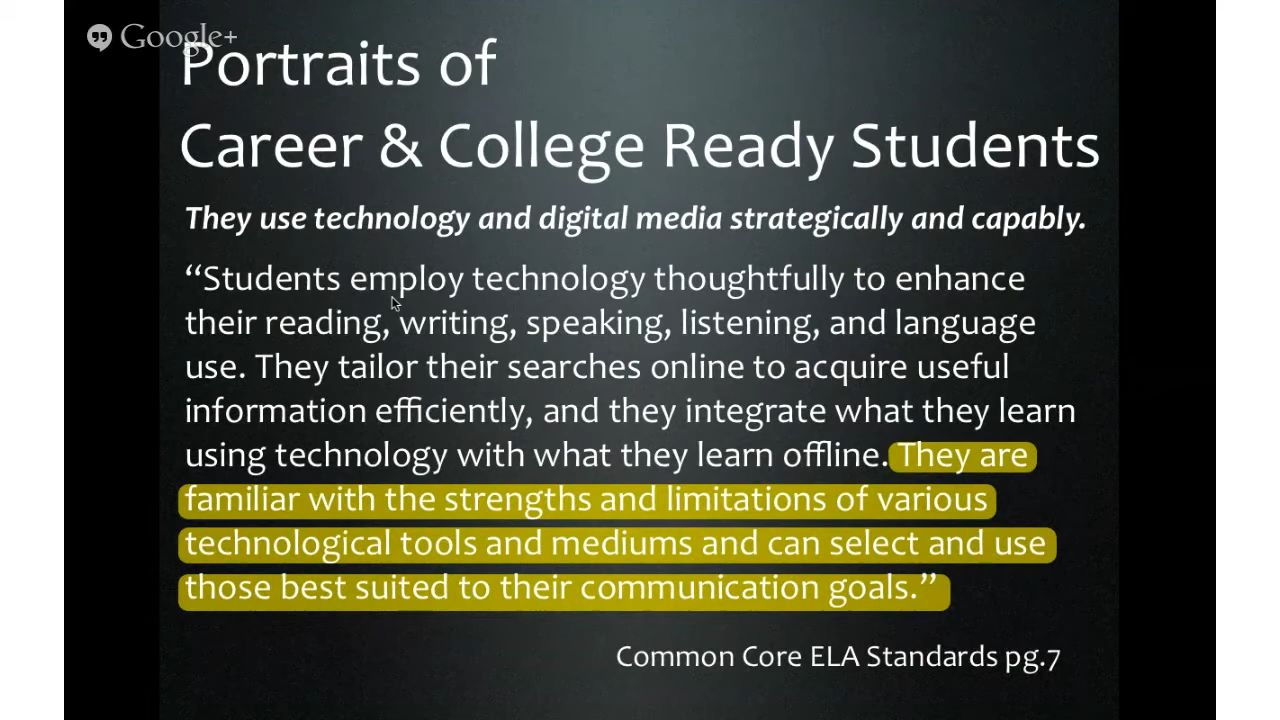 Google+
Portraits of
Career & College Ready Students
They use technology and digital media strategically and capably.
“Students employ technology thoughtfully to enhance
their reading, writing, speaking, listening, and language
use. They tailor their searches online to acquire useful
information efficiently, and they integrate what they learn
using technology with what they learn offline. They are
familiar with the strengths and limitations of various
technological tools and mediums and can select and use
those best suited to their communication goals.”
Common Core ELA Standards pg.7